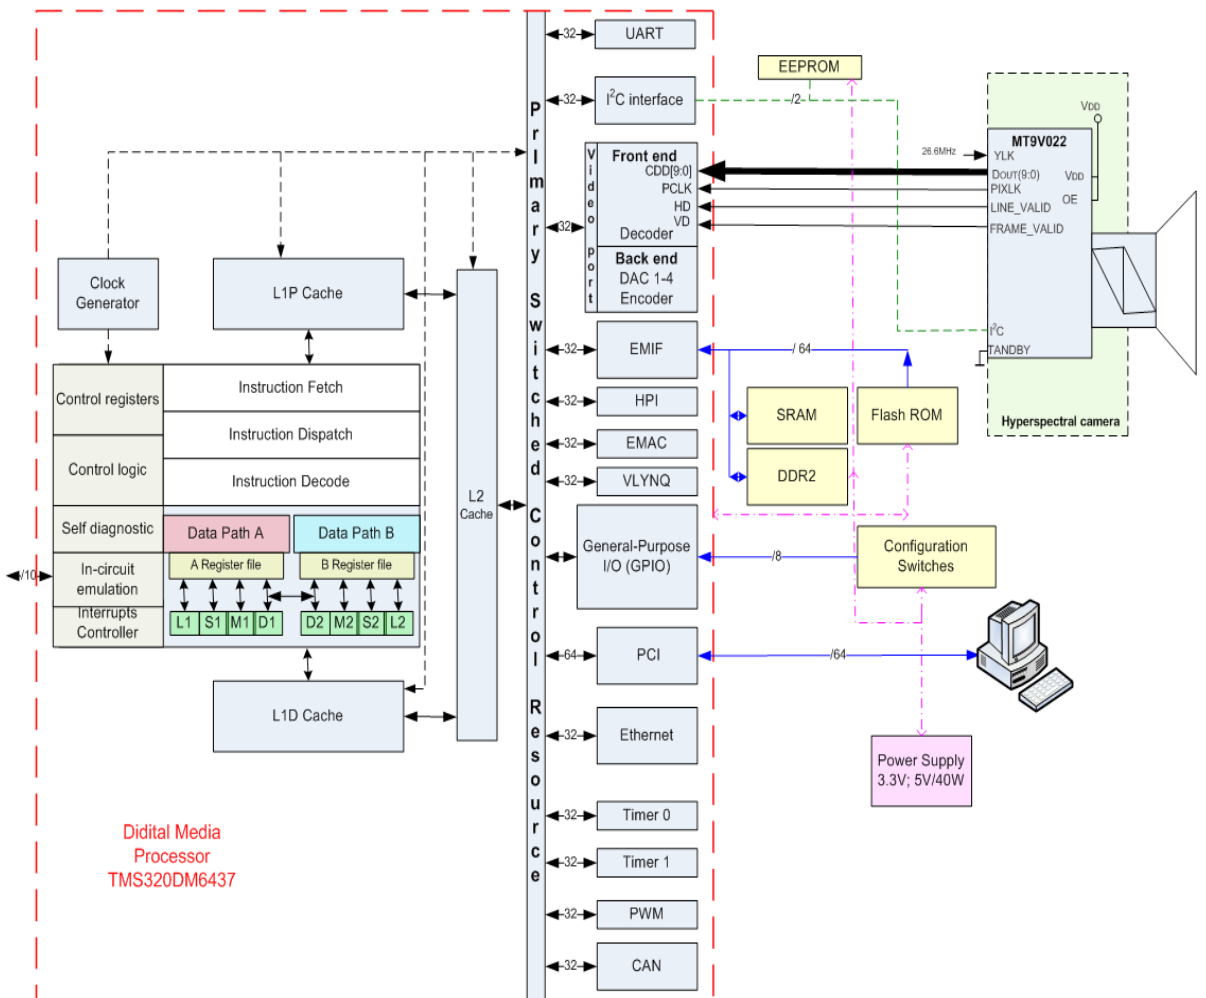 UART
32
EEPROM
I²C interface
32
/2
Primary Switched Control Resource
VDD
MT9V022
26.6MHz
YLK
DOUT(9:0)
VDD
PIXLK
OE
LINE_VALID
FRAME_VALID
I²C
TANDBY
Hyperspectral camera
Video port
Front end
CDD[9:0]
PCLK
HD
VD
Decoder
32
Back end
DAC 1-4
Encoder
Clock
Generator
L1P Cache
EMIF
32
/ 64
Control registers
Instruction Fetch
HPI
32
SRAM
Flash ROM
Instruction Dispatch
EMAC
32
Control logic
Instruction Decode
VLYNQ
32
DDR2
L2
Cache
Self diagnostic
Data Path A
Data Path B
General-Purpose
I/O (GPIO)
/8
Configuration
Switches
A Register file
B Register file
/10
In-circuit
emulation
Interrupts
Controller
L1
S1
M1
D1
D2
M2
S2
L2
64
PCI
/64
L1D Cache
32
Ethernet
Power Supply
3.3V; 5V/40W
32
Timer 0
Didital Media
Processor
TMS320DM6437
32
Timer 1
32
PWM
32
CAN